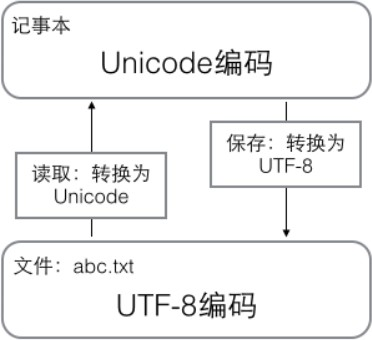 记事本
Unicode编码
读取：转换为
Unicode
保存：转换为
UTF-8
文件：abc.txt
UTF-8编码